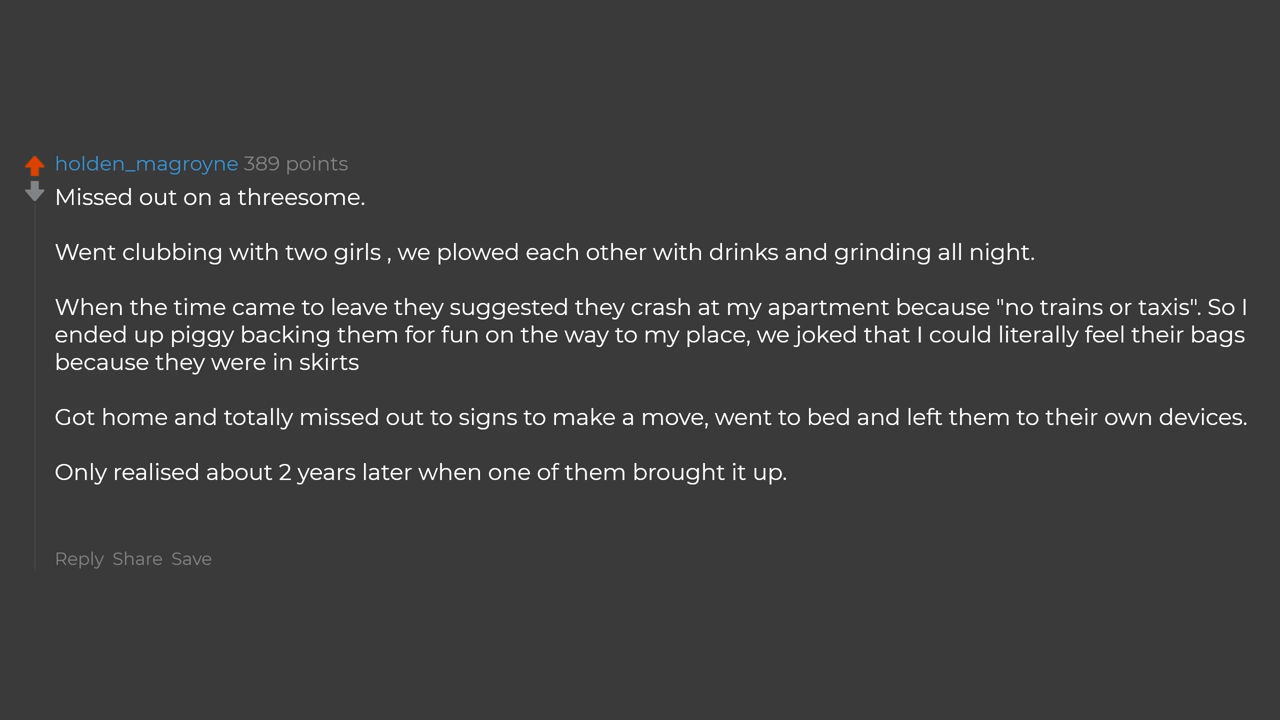 holden_magroyne 389 points
Missed out on a threesome.
Went clubbing with two girls , we plowed each other with drinks and grinding all night.
When the time came to leave they suggested they crash at my apartment because "no trains or taxis". So I
ended up piggy backing them for fun on the way to my place, we joked that I could literally feel their bags
because they were in skirts
Got home and totally missed out to signs to make a move, went to bed and left them to their own devices.
Only realised about 2 years later when one of them brought it up.
Reply Share Save